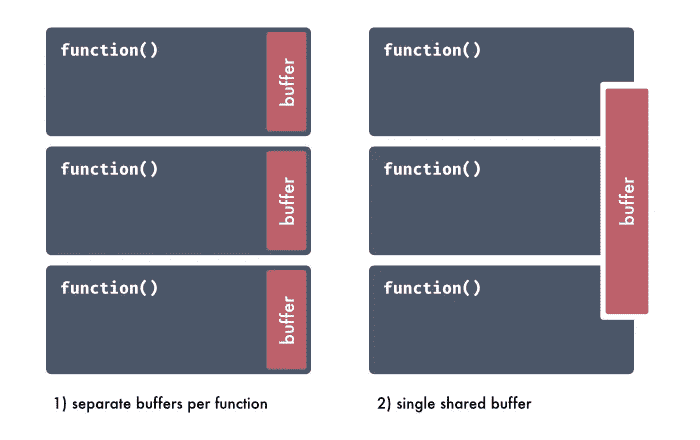 function()
buffer
function()
buffer
function()
buffer
1) separate buffers per function
function()
function()
buffer
function()
2) single shared buffer